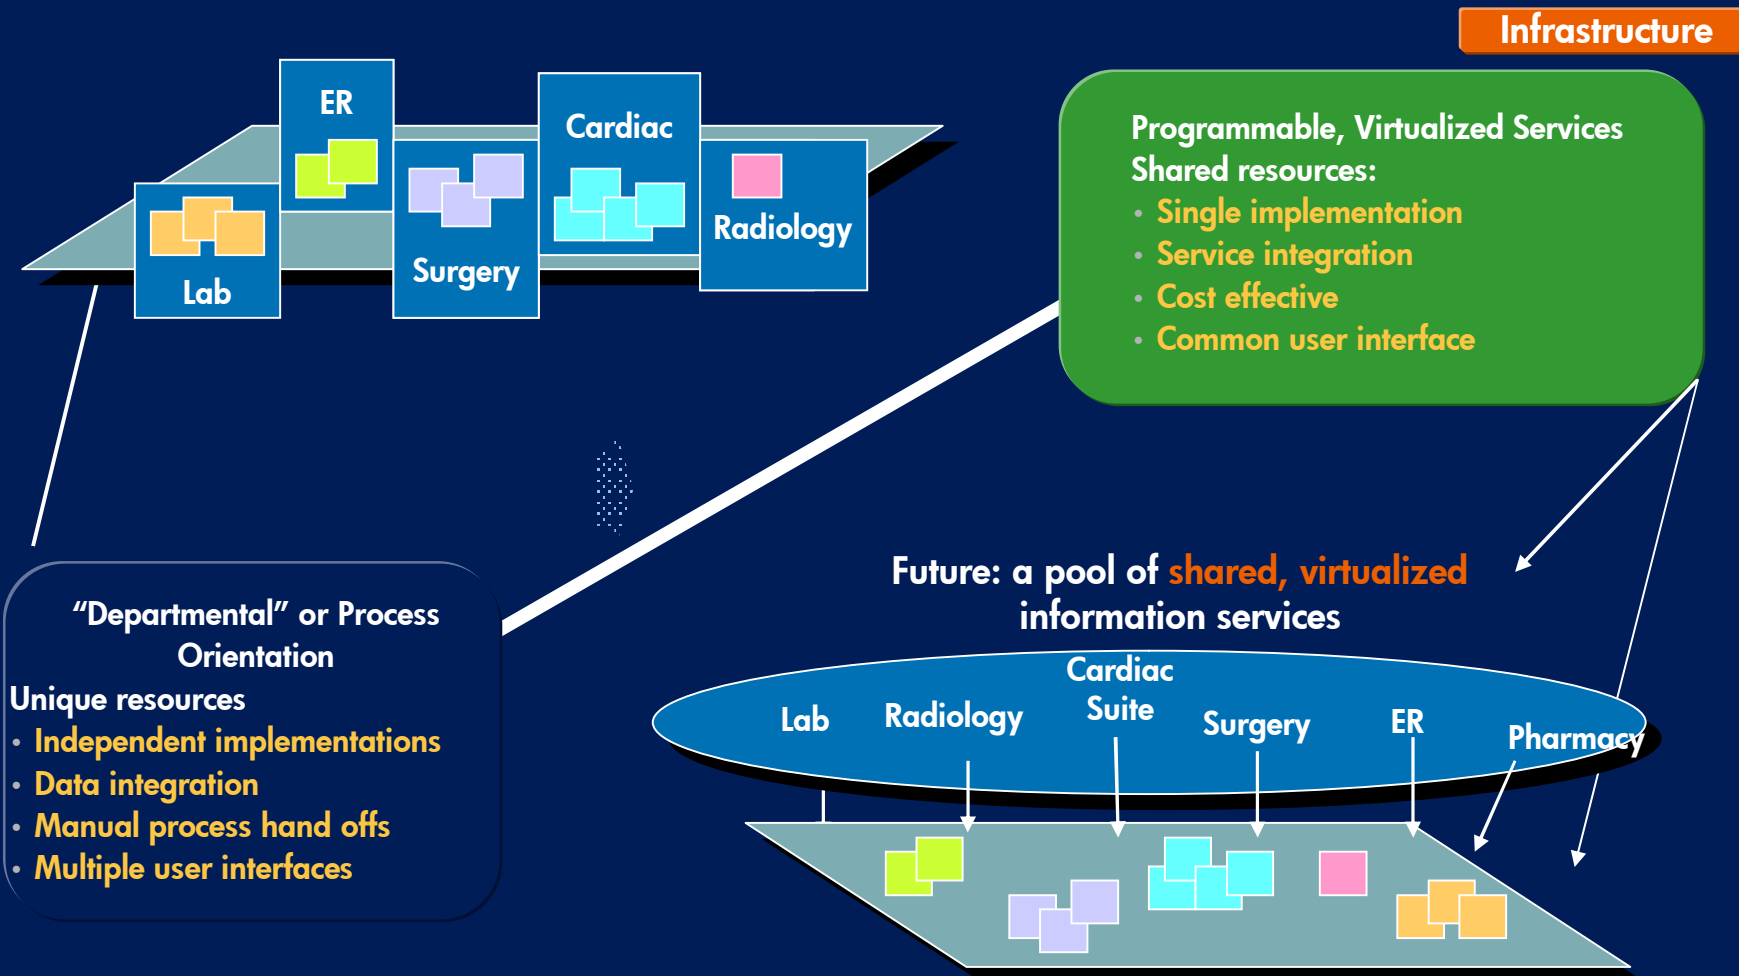 Infrastructure
ER
Cardiac
Radiology
Surgery
Lab
Programmable, Virtualized Services
Shared resources:
• Single implementation
• Service integration
• Cost effective
• Common user interface
“Departmental” or Process
Orientation
Unique resources
• Independent implementations
• Data integration
• Manual process hand offs
• Multiple user interfaces
Future: a pool of shared, virtualized
information services
Lab
Radiology
Cardiac
Suite
Surgery
ER
Pharmacy